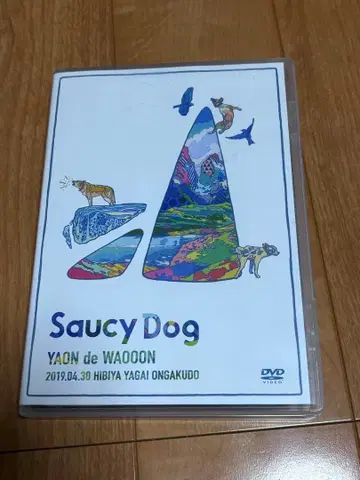 Saucy Dog
YAON de WAOOON
2019.04.30 HIBIYA YAGAI ONGAKUDO
DVD
VIDEO